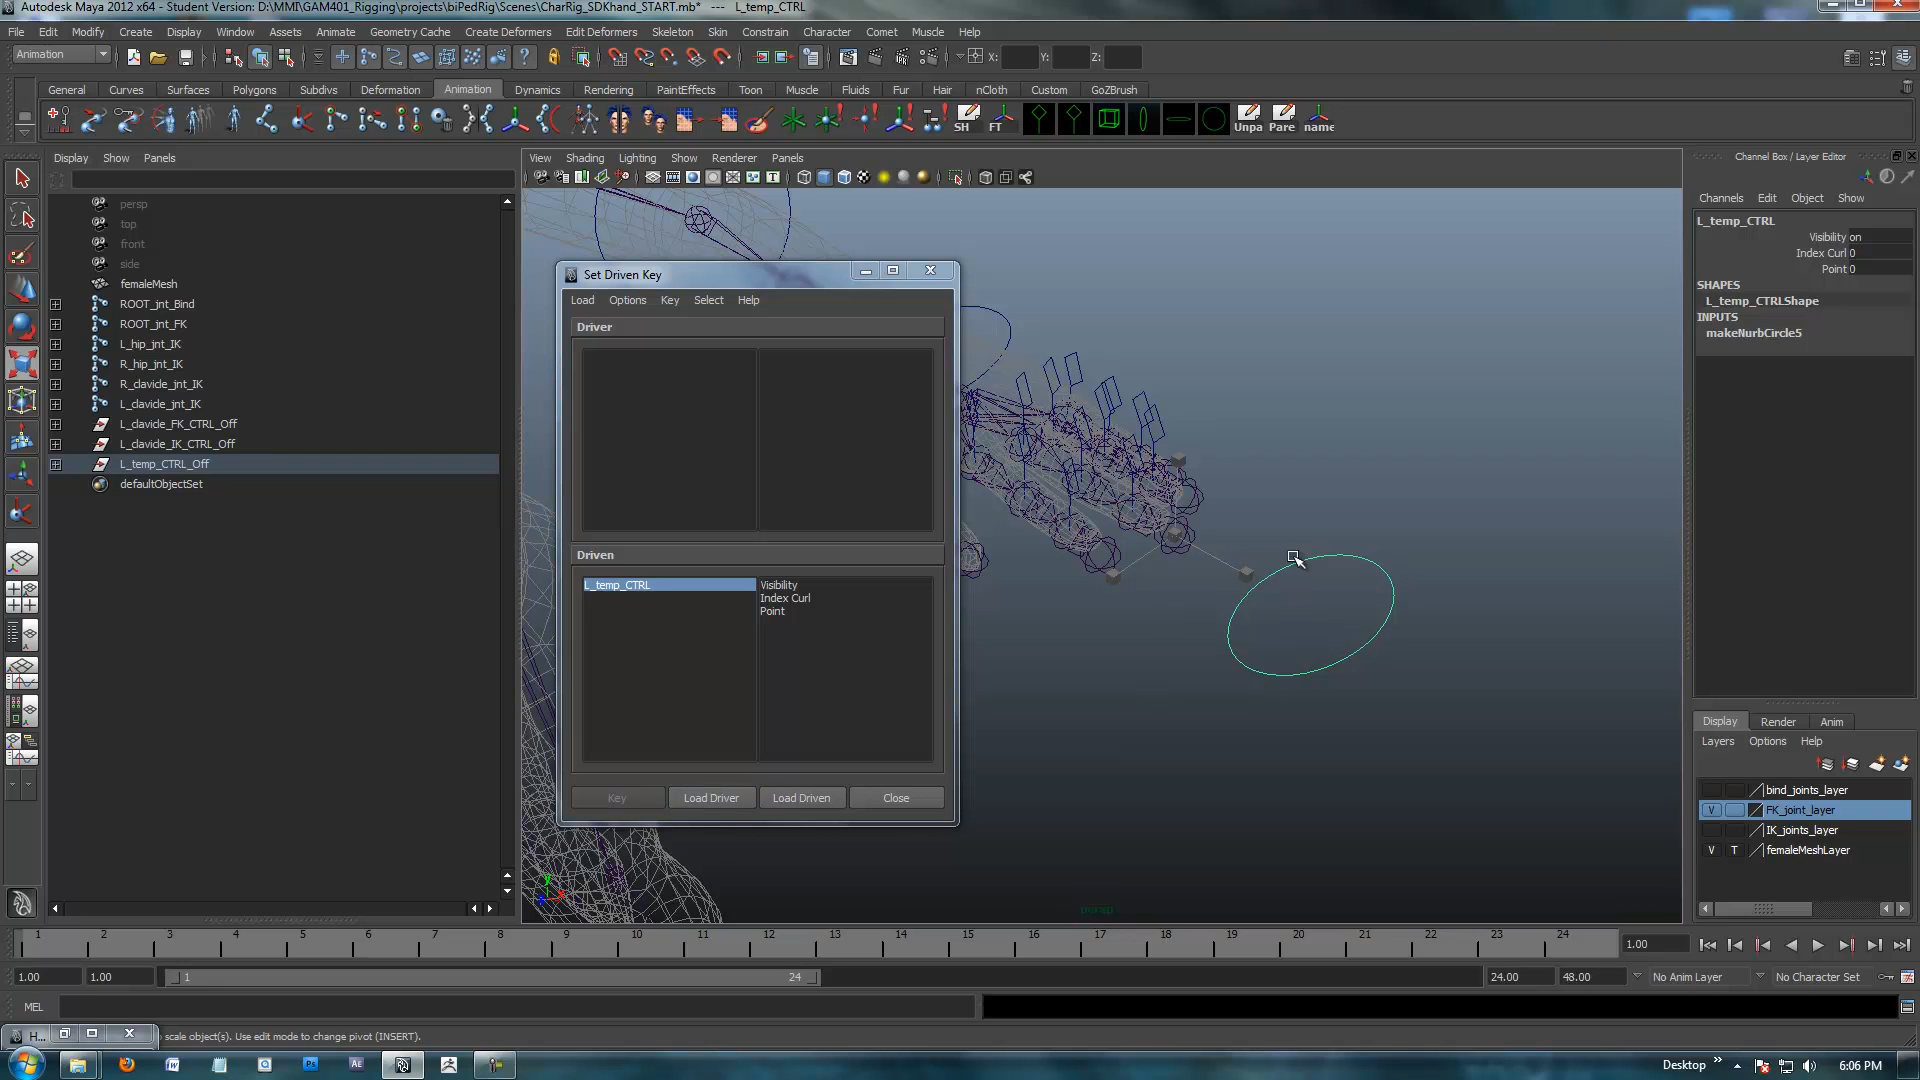 Autodesk Maya 2012 x64 - Student Version: D:\MMI\GAM401_Rigging\projects\biPedRig\Scenes\CharRig_SDKhand_START.mb* --- L_temp_CTRL
File Edit Modify Create Display Window Assets Animate Geometry Cache Create Deformers Edit Deformers Skeleton Skin Constrain Character Comet Muscle Help
Animation X: Y: Z:
General Curves Surfaces Polygons Subdivs Deformation Animation Dynamics Rendering PaintEffects Toon Muscle Fluids Fur Hair nCloth Custom GoZBrush
SH FT Unpa Pare name
Display Show Panels
View Shading Lighting Show Renderer Panels
persp
top
front
side
femaleMesh
ROOT_jnt_Bind
ROOT_jnt_FK
L_hip_jnt_IK
R_hip_jnt_IK
R_clavicle_jnt_IK
L_clavicle_jnt_IK
L_clavicle_FK_CTRL_Off
L_clavicle_IK_CTRL_Off
L_temp_CTRL_Off
defaultObjectSet
Set Driven Key
Load Options Key Select Help
Driver
Driven
L_temp_CTRL
Visibility
Index Curl
Point
Key Load Driver Load Driven Close
persp
y
Channel Box / Layer Editor
Channels Edit Object Show
L_temp_CTRL
Visibility on
Index Curl 0
Point 0
SHAPES
L_temp_CTRLShape
INPUTS
makeNurbCircle5
Display Render Anim
Layers Options Help
bind_joints_layer
V FK_joint_layer
IK_joints_layer
V T femaleMeshLayer
1 2 3 4 5 6 7 8 9 10 11 12 13 14 15 16 17 18 19 20 21 22 23 24 1.00
1.00 1.00 1 24 24.00 48.00 No Anim Layer No Character Set
MEL
H... scale object(s). Use edit mode to change pivot (INSERT).
Desktop 6:06 PM